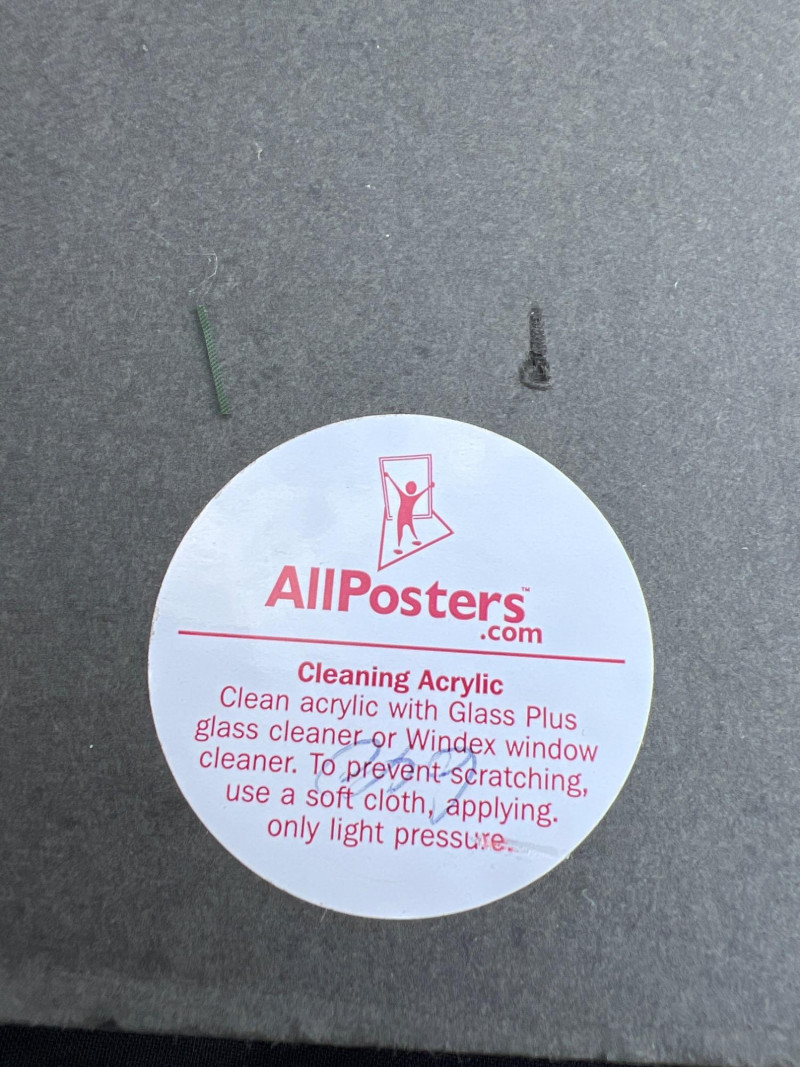 AllPosters™
.com
Cleaning Acrylic
Clean acrylic with Glass Plus
glass cleaner or Windex window
cleaner. To prevent scratching,
use a soft cloth, applying.
only light pressure.